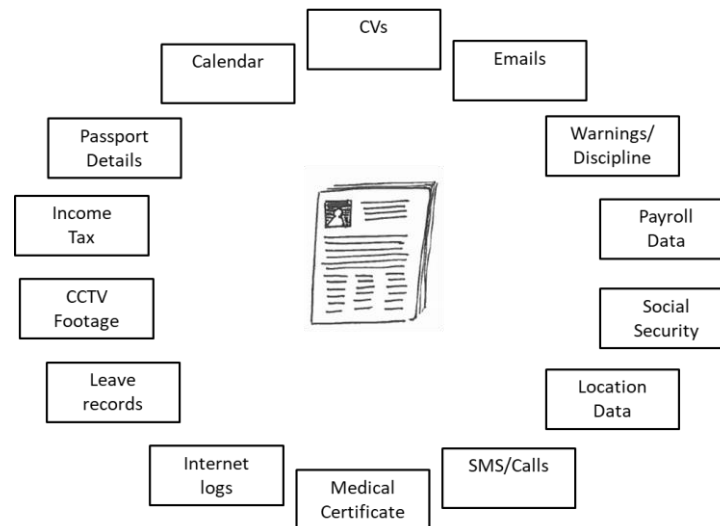 CVs
Calendar
Emails
Passport
Details
Warnings/
Discipline
Income
Tax
Payroll
Data
CCTV
Footage
Social
Security
Leave
records
Location
Data
Internet
logs
SMS/Calls
Medical
Certificate